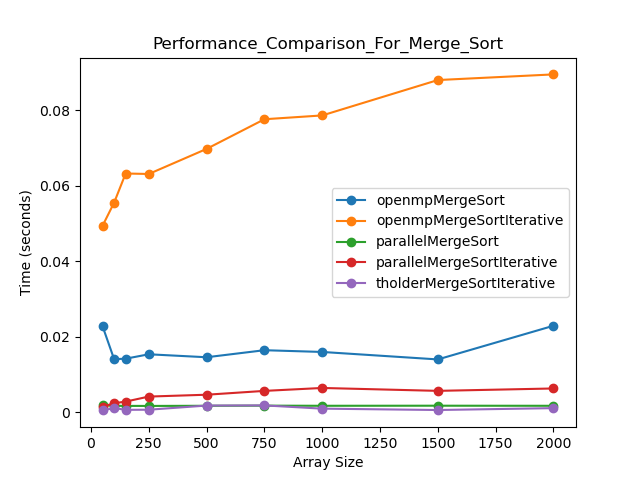 Performance_Comparison_For_Merge_Sort
Time (seconds)
0.08
0.06
0.04
0.02
0
openmpMergeSort
openmpMergeSortIterative
parallelMergeSort
parallelMergeSortIterative
tholderMergeSortIterative
0 250 500 750 1000 1250 1500 1750 2000
Array Size